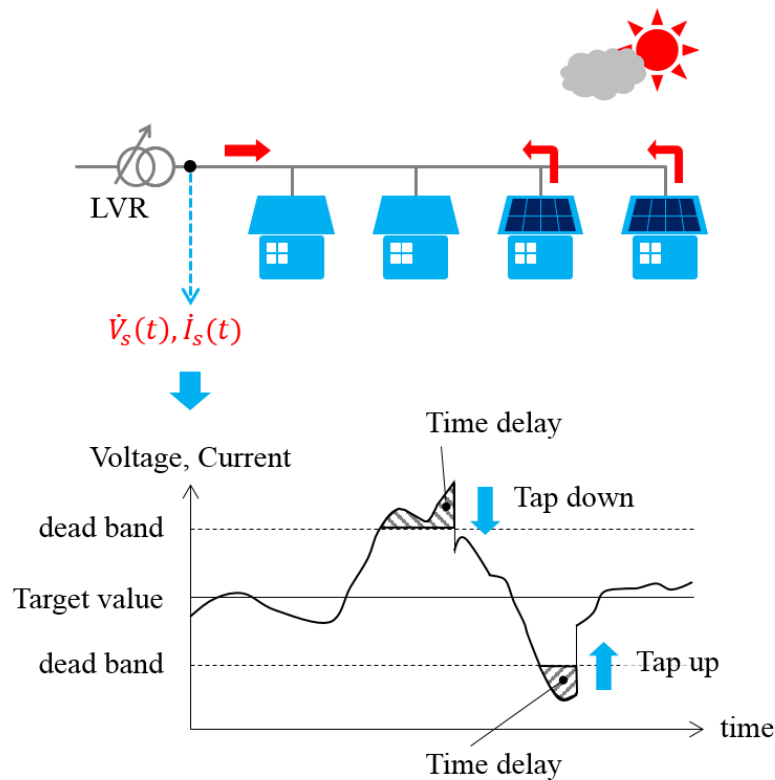 LVR
V̇ₛ(t), İₛ(t)
Time delay
Voltage, Current
Tap down
dead band
Target value
dead band
Tap up
time
Time delay